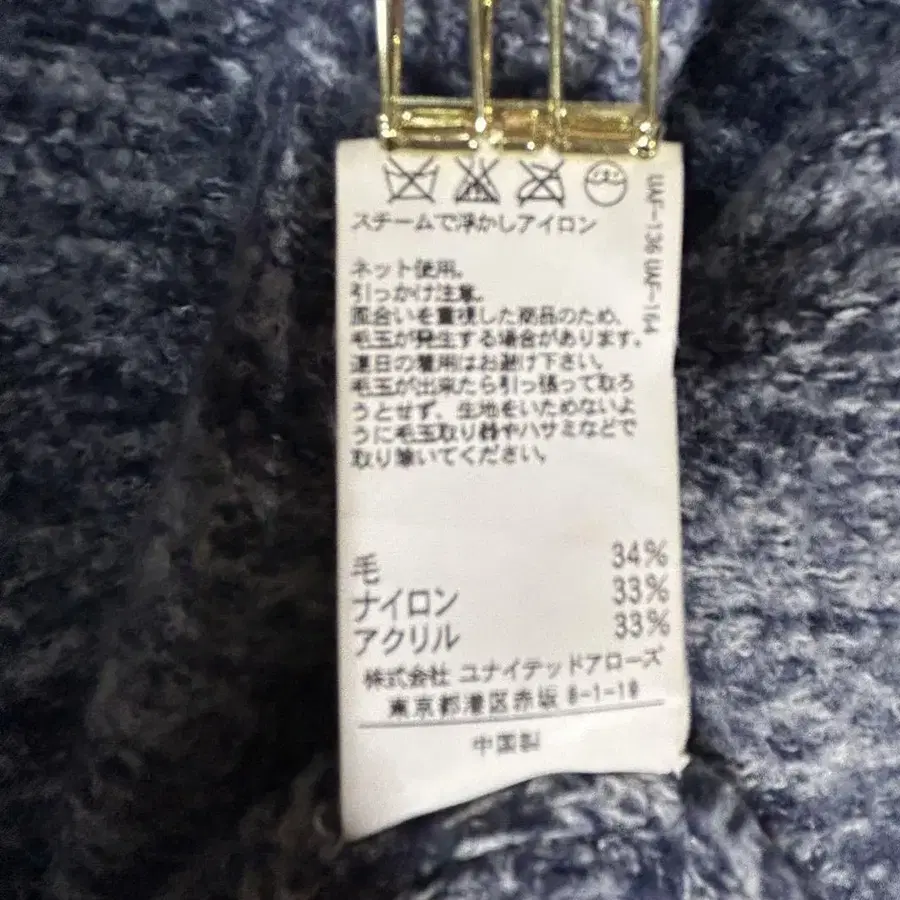 スチームで浮かしアイロン
ネット使用。
引っかけ注意。
風合いを重視した商品のため、
毛玉が発生する場合があります。
連日の着用はお避け下さい。
毛玉が出来たら引っ張って取ろ
うとせず、生地をいためないよ
うに毛玉取り器やハサミなどで
取り除いてください。
毛 34%
ナイロン 33%
アクリル 33%
株式会社 ユナイテッドアローズ
東京都港区赤坂 8-1-19
中国製
UAF-136 UAF-164